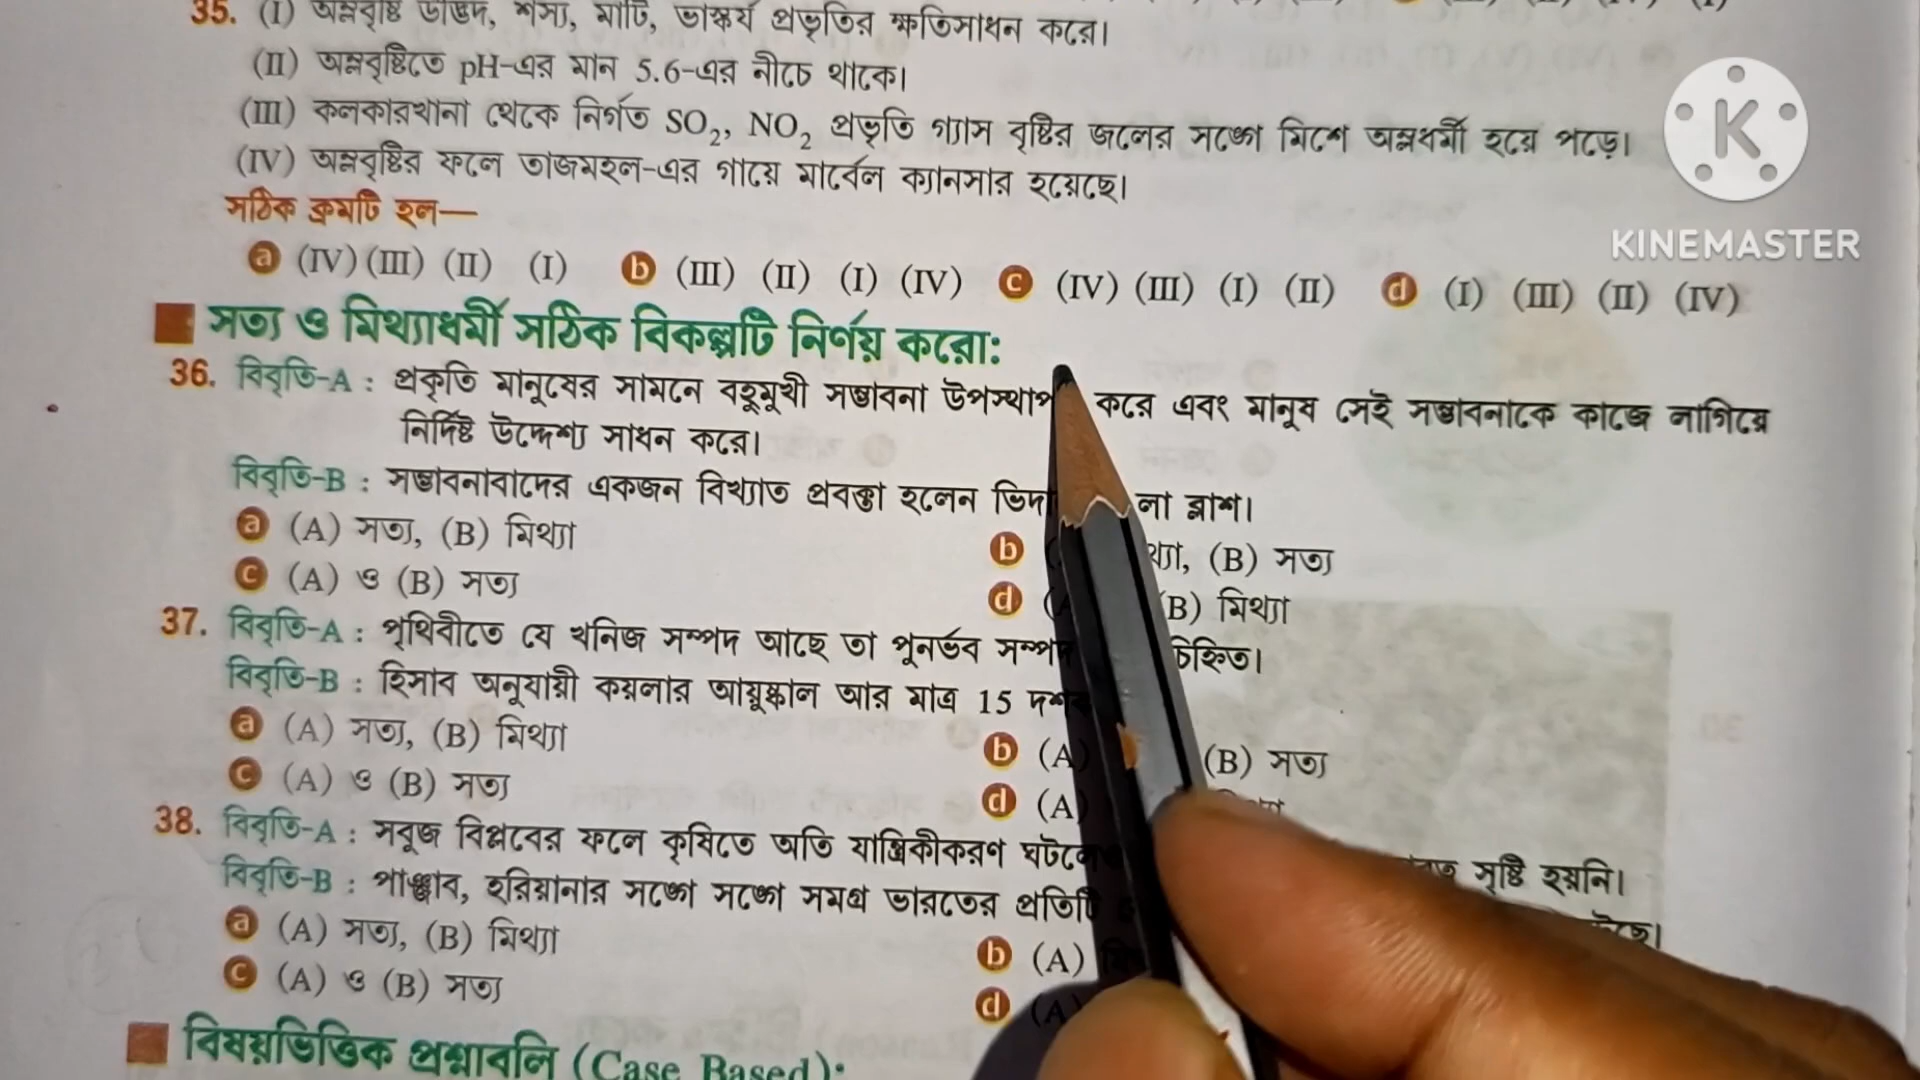 35. (I) অম্লবৃষ্টি উদ্ভিদ, শস্য, মাটি, ভাস্কর্য প্রভৃতির ক্ষতিসাধন করে।
(II) অম্লবৃষ্টিতে pH-এর মান 5.6-এর নীচে থাকে।
(III) কলকারখানা থেকে নির্গত SO₂, NO₂ প্রভৃতি গ্যাস বৃষ্টির জলের সঙ্গে মিশে অম্লধর্মী হয়ে পড়ে।
(IV) অম্লবৃষ্টির ফলে তাজমহল-এর গায়ে মার্বেল ক্যানসার হয়েছে।
সঠিক ক্রমটি হল—
a (IV) (III) (II) (I) b (III) (II) (I) (IV) c (IV) (III) (I) (II) d (I) (III) (II) (IV)
সত্য ও মিথ্যাধর্মী সঠিক বিকল্পটি নির্ণয় করো:
36. বিবৃতি-A : প্রকৃতি মানুষের সামনে বহুমুখী সম্ভাবনা করে এবং মানুষ সেই সম্ভাবনাকে কাজে লাগিয়ে
নির্দিষ্ট উদ্দেশ্য সাধন করে।
বিবৃতি-B : সম্ভাবনাবাদের একজন বিখ্যাত প্রবক্তা হলেন লা ব্লাশ।
a (A) সত্য, (B) মিথ্যা b (B) সত্য
c (A) ও (B) সত্য d (B) মিথ্যা
37. বিবৃতি-A : পৃথিবীতে যে খনিজ সম্পদ আছে তা পুনর্ভব চিহ্নিত।
বিবৃতি-B : হিসাব অনুযায়ী কয়লার আয়ুষ্কাল আর মাত্র 15
a (A) সত্য, (B) মিথ্যা b (A) (B) সত্য
c (A) ও (B) সত্য d (A)
38. বিবৃতি-A : সবুজ বিপ্লবের ফলে কৃষিতে অতি যান্ত্রিকীকরণ সৃষ্টি হয়নি।
বিবৃতি-B : পাঞ্জাব, হরিয়ানার সঙ্গে সঙ্গে সমগ্র ভারতের প্রতিটি
a (A) সত্য, (B) মিথ্যা b (A)
c (A) ও (B) সত্য d (A)
বিষয়ভিত্তিক প্রশ্নাবলি (Case Based):
K
KINEMASTER